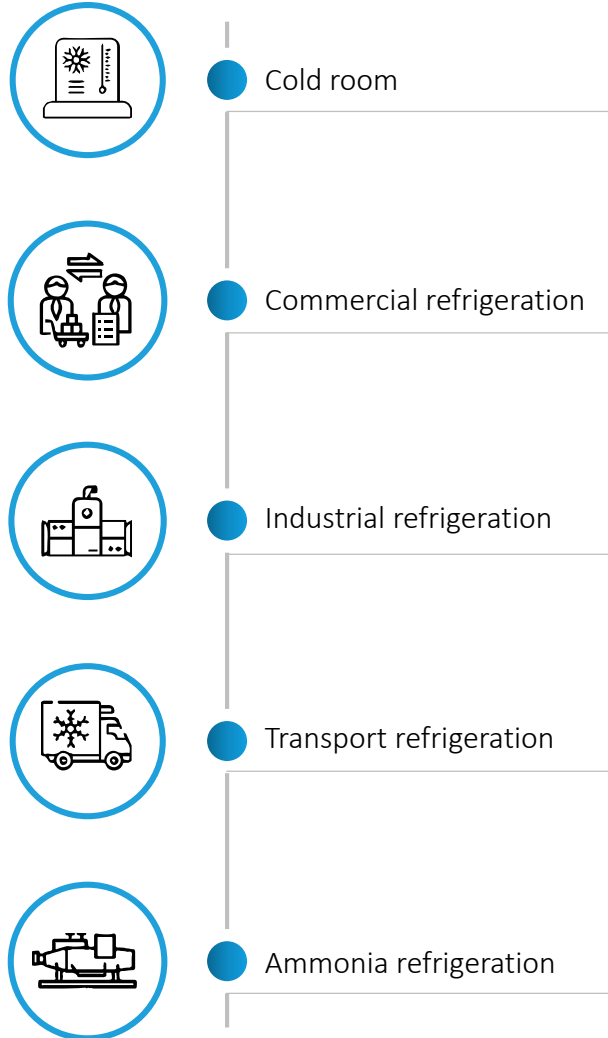 Cold room
Commercial refrigeration
Industrial refrigeration
Transport refrigeration
Ammonia refrigeration